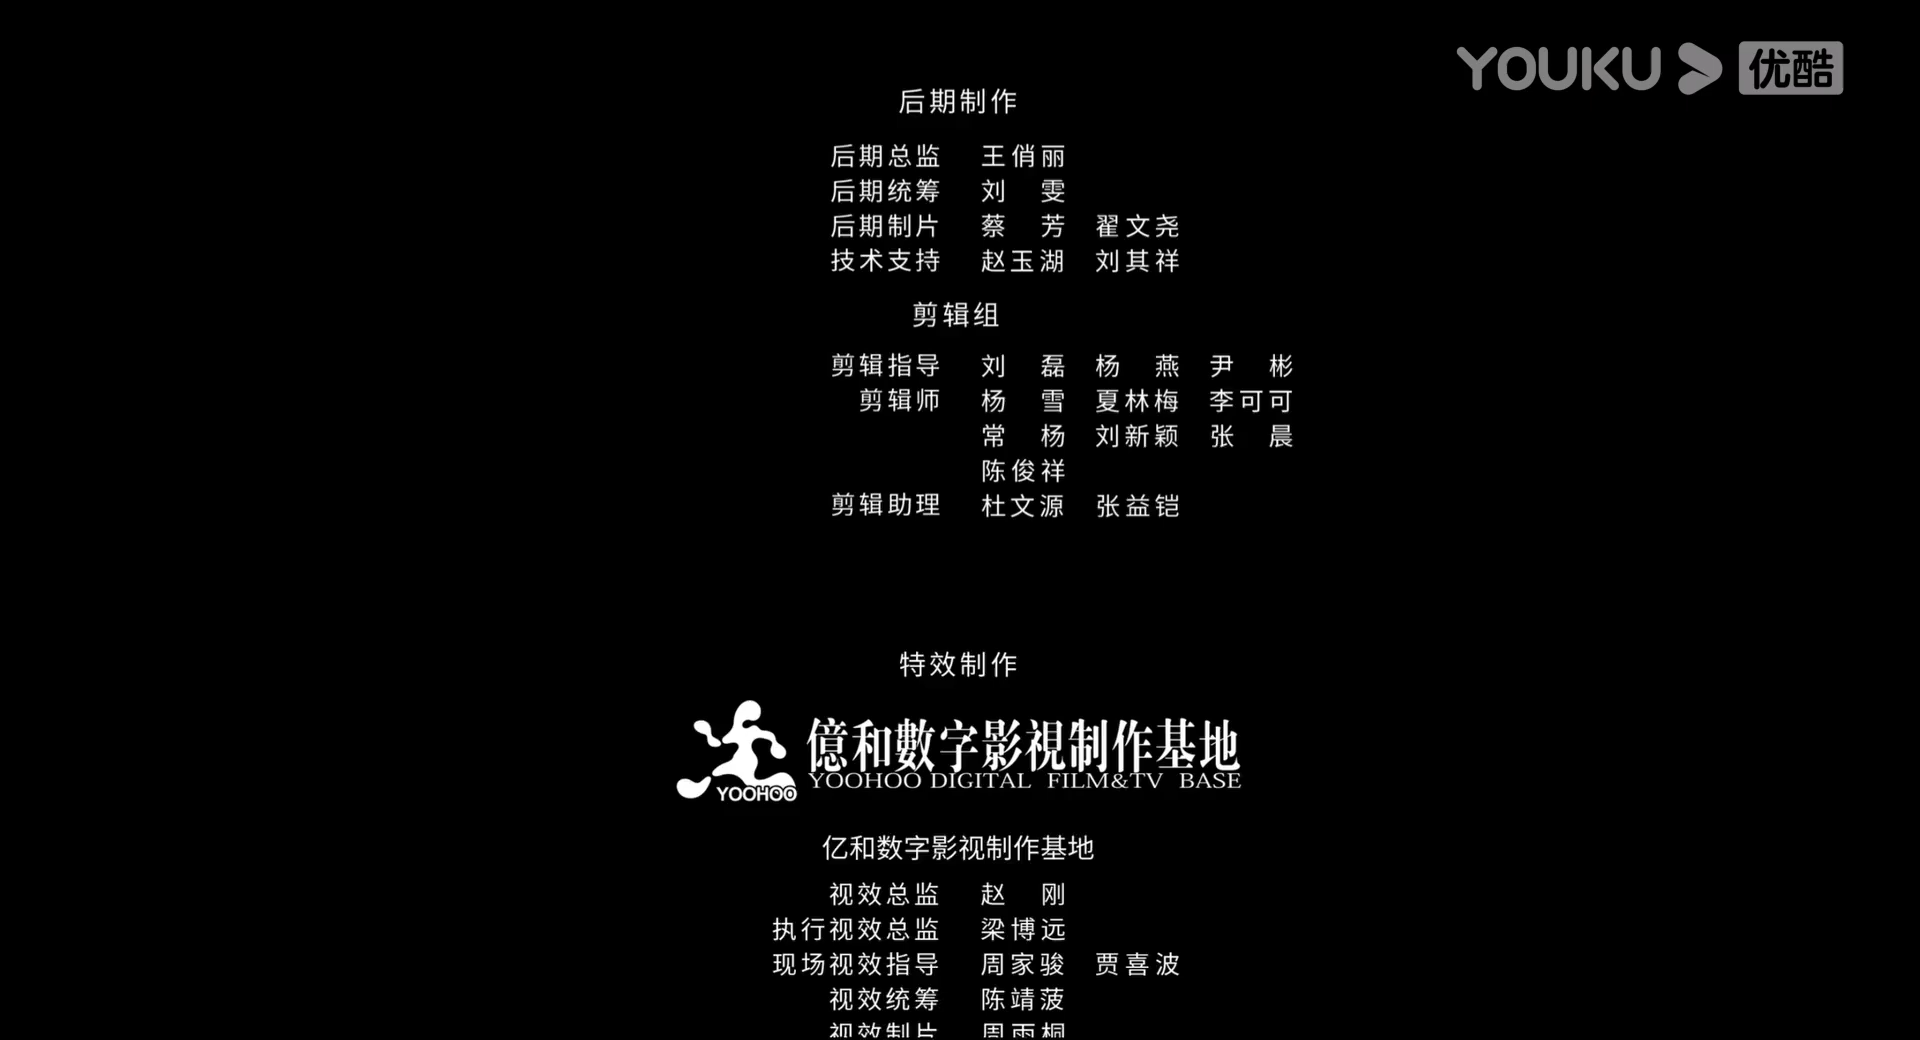 YOUKU 优酷
后期制作
后期总监 王俏丽
后期统筹 刘 雯
后期制片 蔡 芳 翟文尧
技术支持 赵玉湖 刘其祥
剪辑组
剪辑指导 刘 磊 杨 燕 尹 彬
剪辑师 杨 雪 夏林梅 李可可
常 杨 刘新颖 张 晨
陈俊祥
剪辑助理 杜文源 张益铠
特效制作
億和數字影視制作基地
YOOHOO DIGITAL FILM&TV BASE
YOOHOO
亿和数字影视制作基地
视效总监 赵 刚
执行视效总监 梁博远
现场视效指导 周家骏 贾喜波
视效统筹 陈靖菠
视效制片 周雨桐